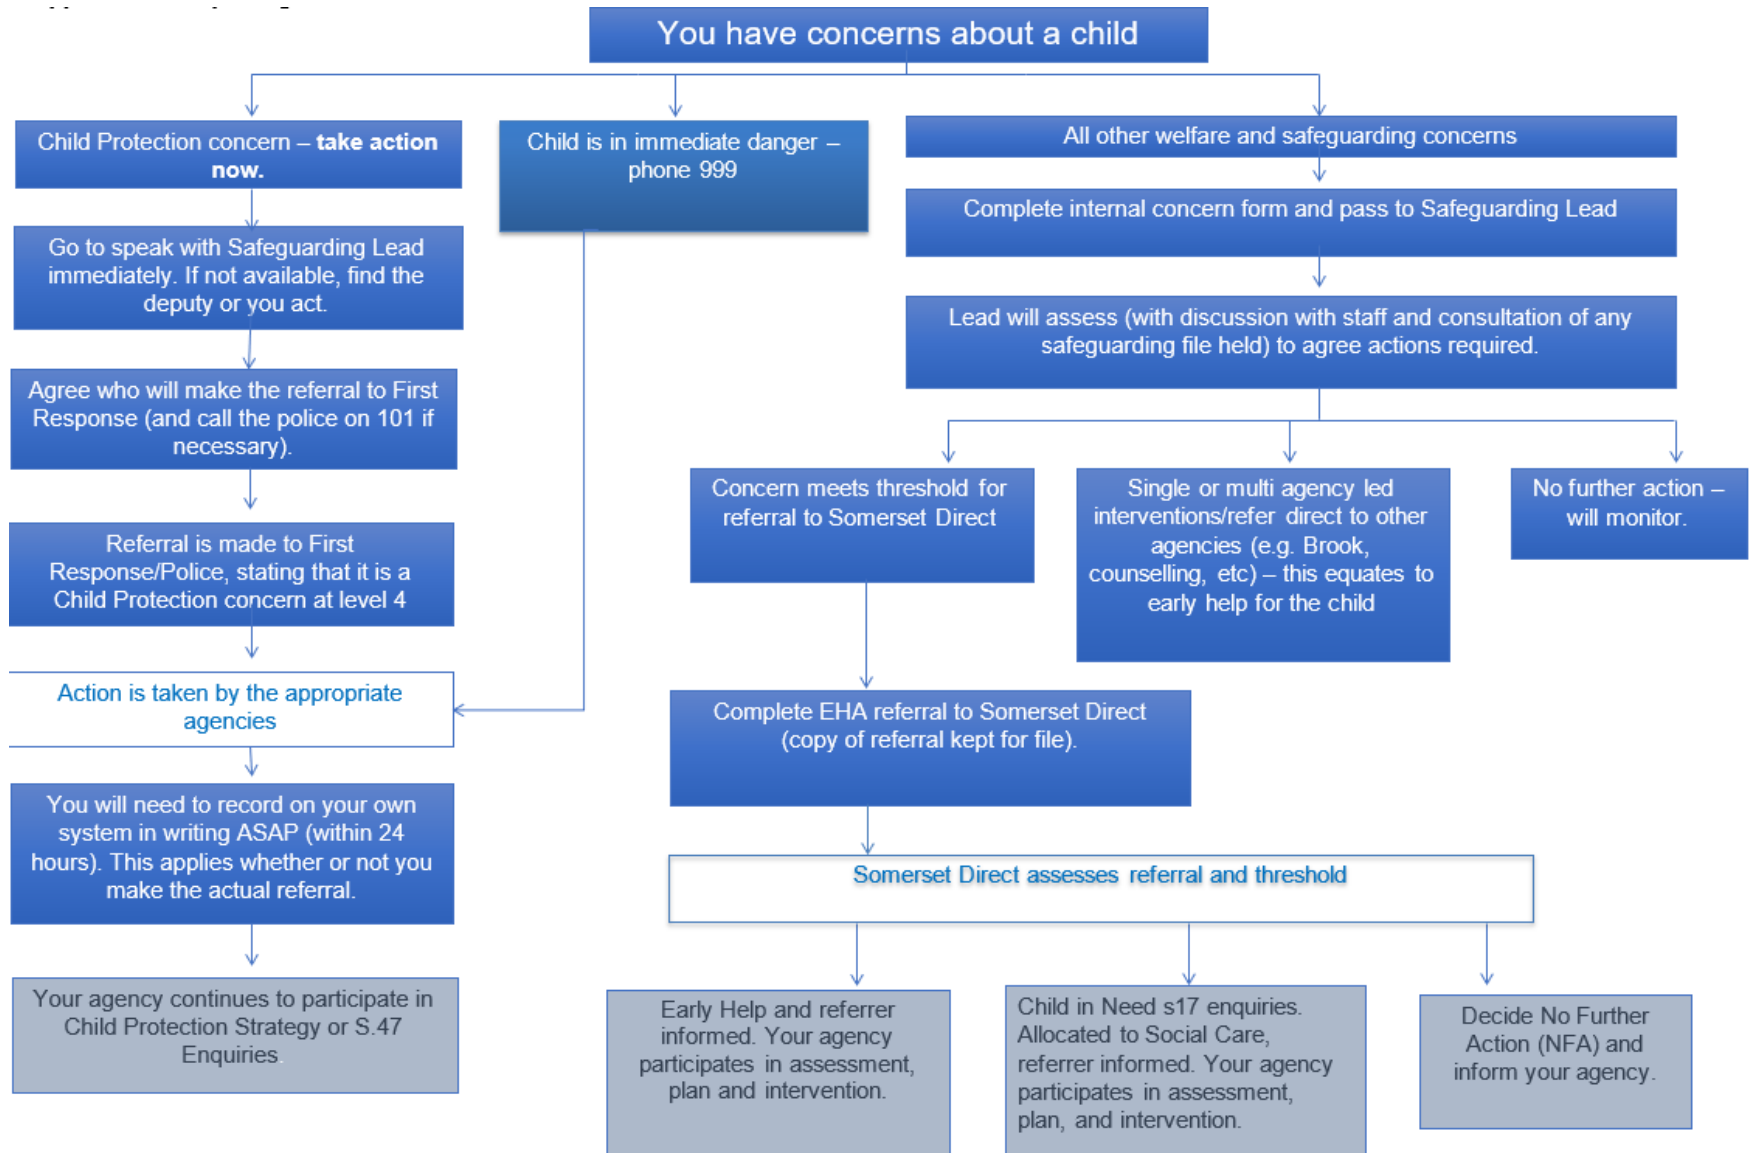 You have concerns about a child
Child Protection concern – take action
now.
Go to speak with Safeguarding Lead
immediately. If not available, find the
deputy or you act.
Agree who will make the referral to First
Response (and call the police on 101 if
necessary).
Referral is made to First
Response/Police, stating that it is a
Child Protection concern at level 4
Action is taken by the appropriate
agencies
You will need to record on your own
system in writing ASAP (within 24
hours). This applies whether or not you
make the actual referral.
Your agency continues to participate in
Child Protection Strategy or S.47
Enquiries.
Child is in immediate danger –
phone 999
All other welfare and safeguarding concerns
Complete internal concern form and pass to Safeguarding Lead
Lead will assess (with discussion with staff and consultation of any
safeguarding file held) to agree actions required.
Concern meets threshold for
referral to Somerset Direct
Single or multi agency led
interventions/refer direct to other
agencies (e.g. Brook,
counselling, etc) – this equates to
early help for the child
No further action –
will monitor.
Complete EHA referral to Somerset Direct
(copy of referral kept for file).
Somerset Direct assesses referral and threshold
Early Help and referrer
informed. Your agency
participates in assessment,
plan and intervention.
Child in Need s17 enquiries.
Allocated to Social Care,
referrer informed. Your agency
participates in assessment,
plan, and intervention.
Decide No Further
Action (NFA) and
inform your agency.